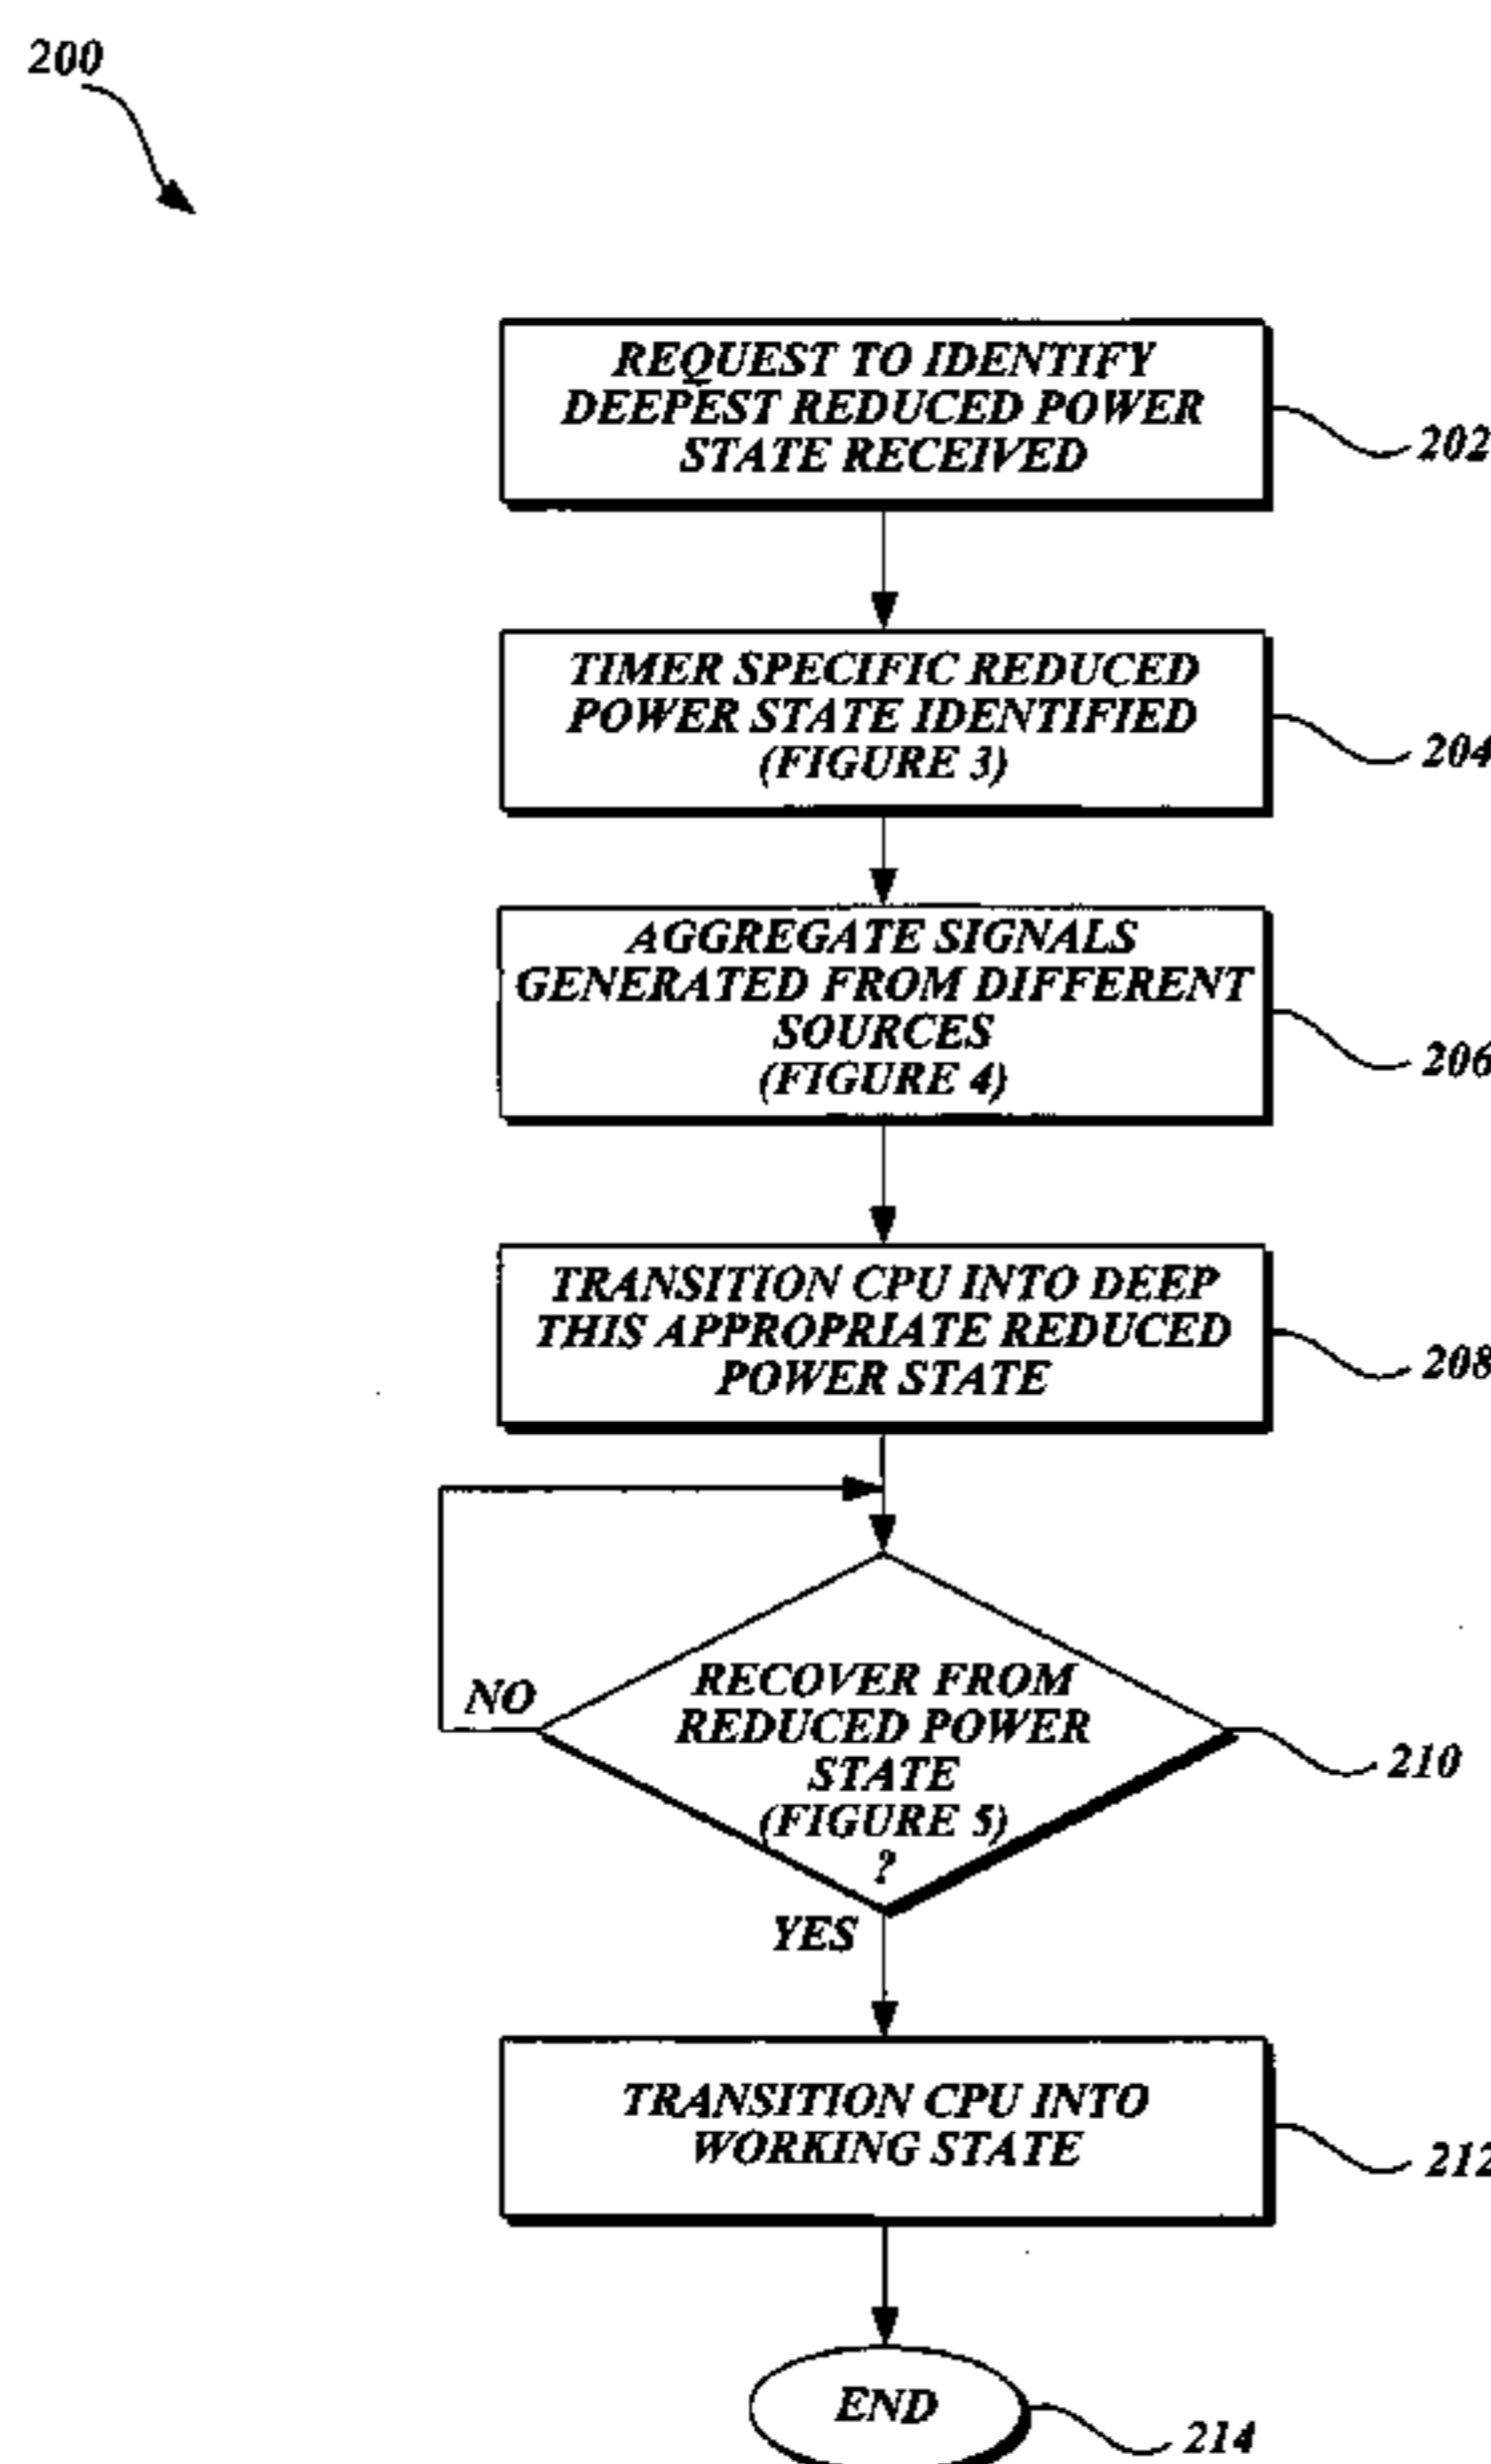 200
REQUEST TO IDENTIFY
DEEPEST REDUCED POWER
STATE RECEIVED
202
TIMER SPECIFIC REDUCED
POWER STATE IDENTIFIED
(FIGURE 3)
204
AGGREGATE SIGNALS
GENERATED FROM DIFFERENT
SOURCES
(FIGURE 4)
206
TRANSITION CPU INTO DEEP
THIS APPROPRIATE REDUCED
POWER STATE
208
NO
RECOVER FROM
REDUCED POWER
STATE
(FIGURE 5)
?
210
YES
TRANSITION CPU INTO
WORKING STATE
212
END
214